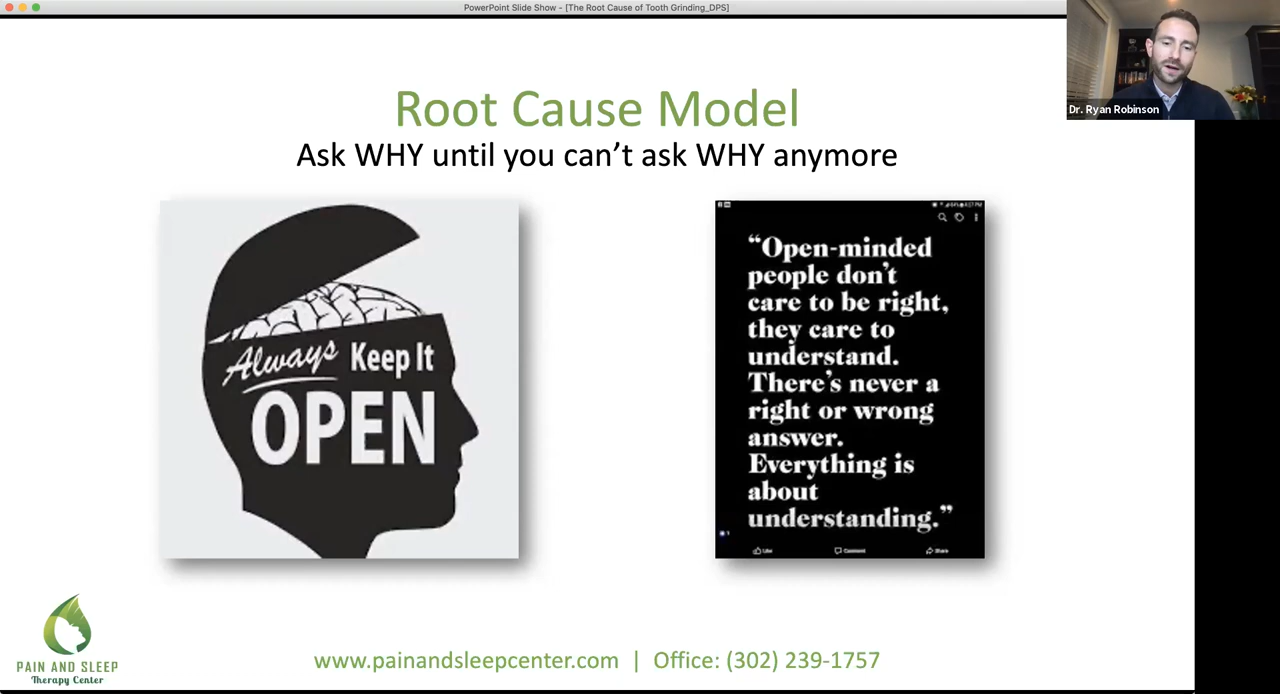 PowerPoint Slide Show - [The Root Cause of Tooth Grinding_DPS]
Dr. Ryan Robinson
Root Cause Model
Ask WHY until you can’t ask WHY anymore
Always Keep It
OPEN
“Open-minded
people don’t
care to be right,
they care to
understand.
There’s never a
right or wrong
answer.
Everything is
about
understanding.”
Like Comment Share
PAIN AND SLEEP
Therapy Center
www.painandsleepcenter.com | Office: (302) 239-1757